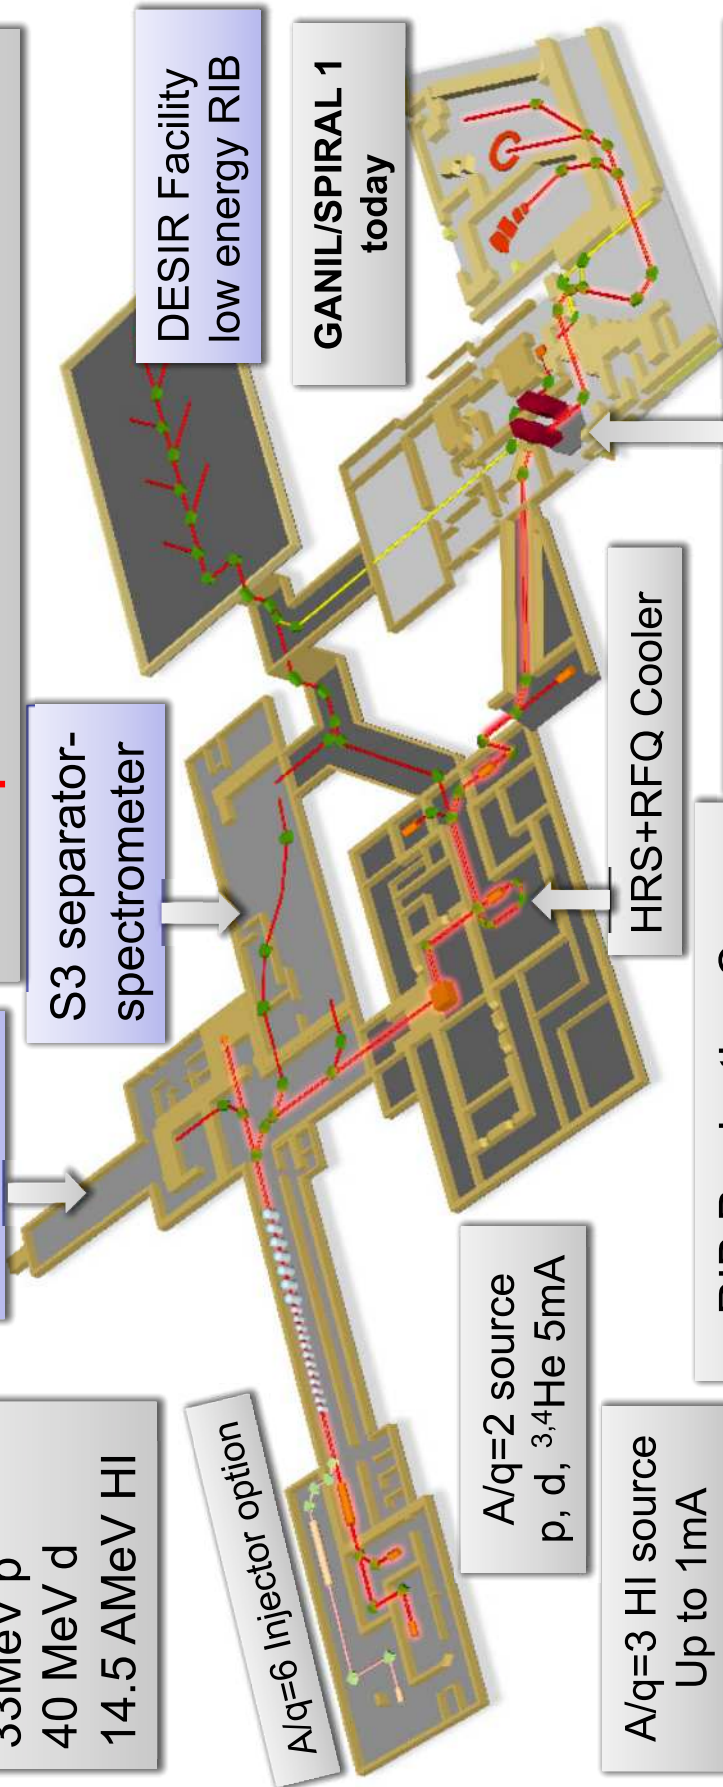 33MeV p
40 MeV d
14.5 AMeV HI
S3 separator-
spectrometer
DESIR Facility
low energy RIB
GANIL/SPIRAL 1
today
A/q=6 Injector option
A/q=2 source
p, d, ³,⁴He 5mA
HRS+RFQ Cooler
A/q=3 HI source
Up to 1mA